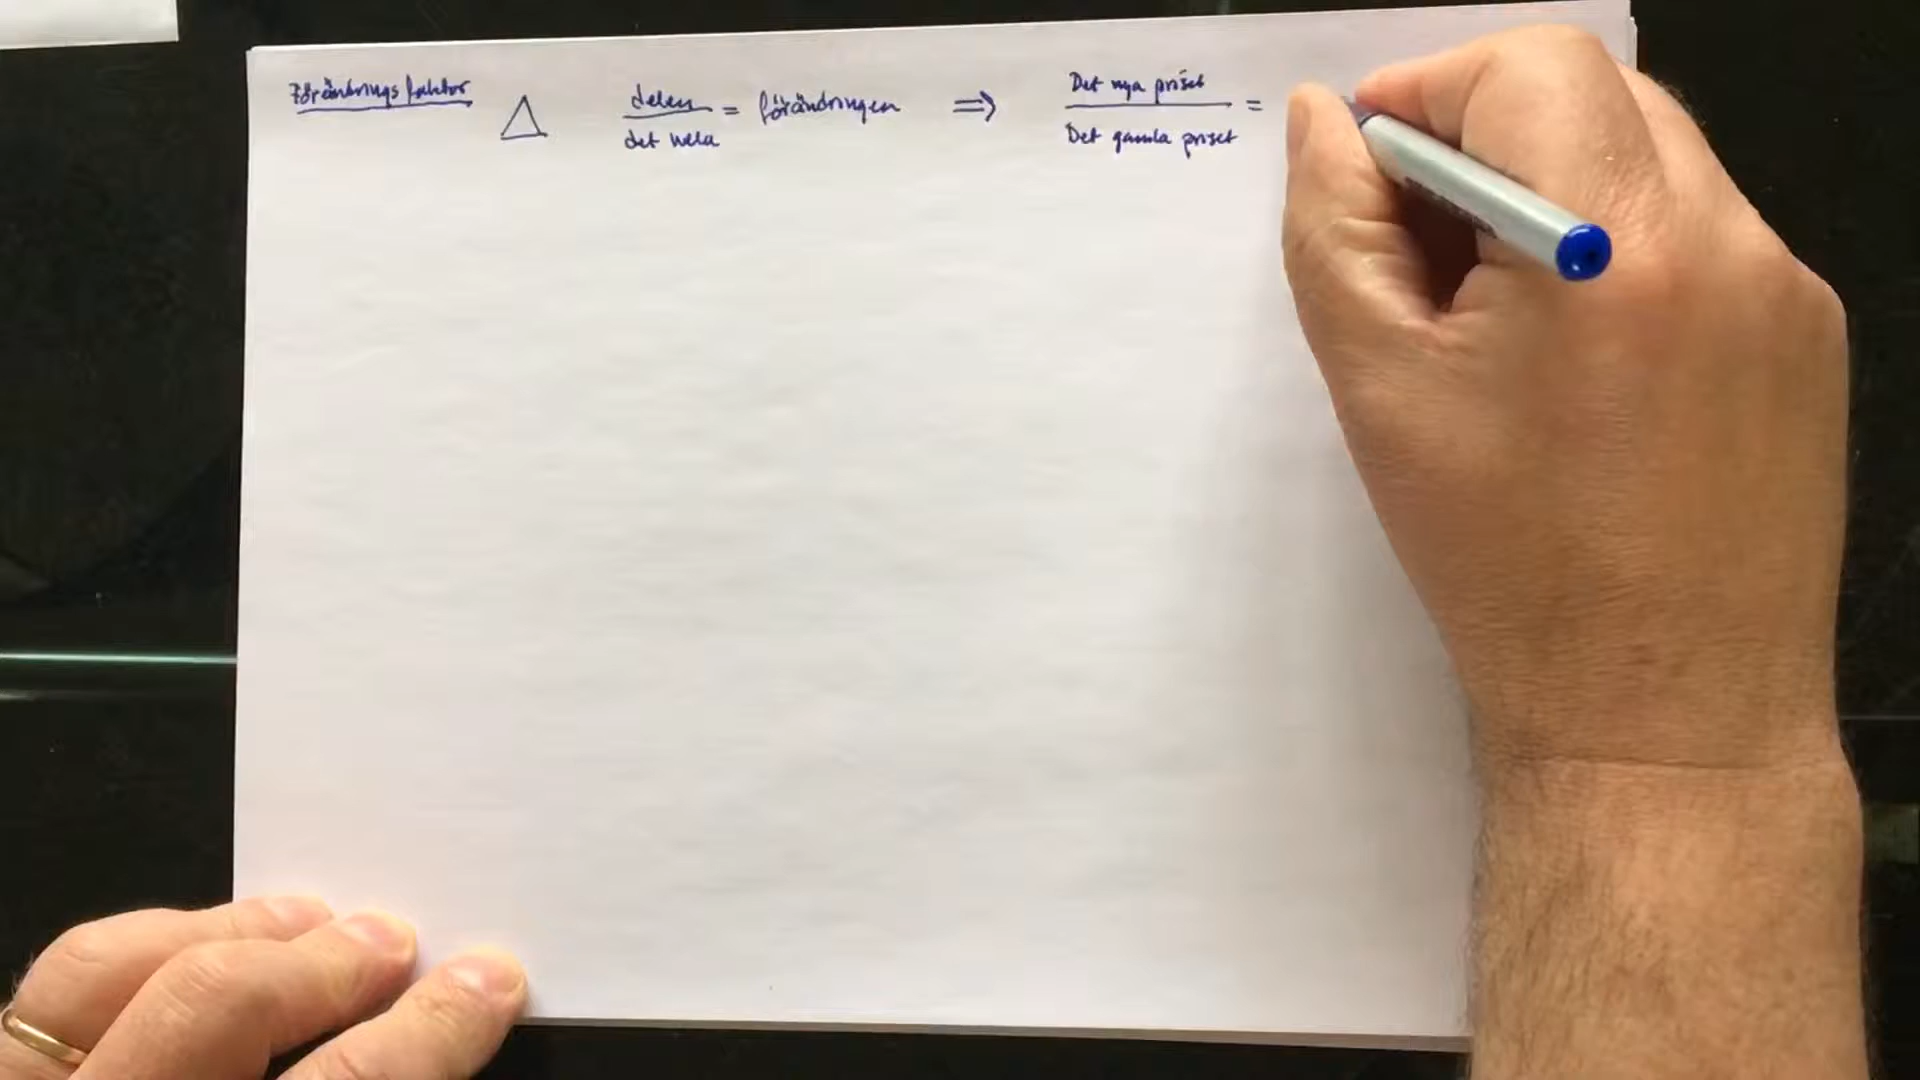 Förändringsfaktor △ delen = förändringen ⇒ Det nya priset =
det hela Det gamla priset